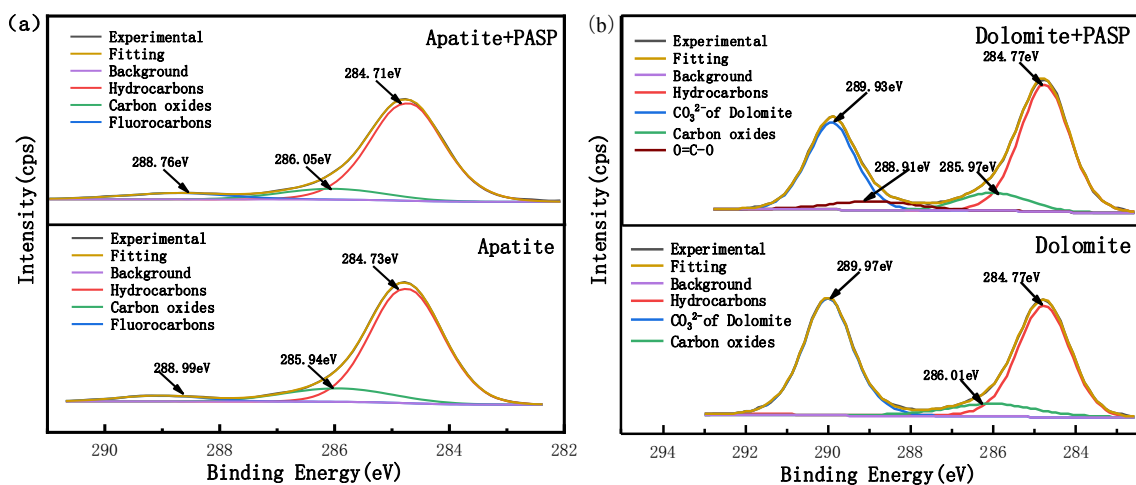 (a)
Intensity(cps)
Apatite+PASP
Experimental
Fitting
Background
Hydrocarbons
Carbon oxides
Fluorocarbons
284.71eV
286.05eV
288.76eV
Apatite
Experimental
Fitting
Background
Hydrocarbons
Carbon oxides
Fluorocarbons
284.73eV
285.94eV
288.99eV
290 288 286 284 282
Binding Energy(eV)
(b)
Intensity(cps)
Dolomite+PASP
Experimental
Fitting
Background
Hydrocarbons
CO₃²⁻of Dolomite
Carbon oxides
O=C-O
284.77eV
289.93eV
288.91eV
285.97eV
Dolomite
Experimental
Fitting
Background
Hydrocarbons
CO₃²⁻of Dolomite
Carbon oxides
289.97eV
284.77eV
286.01eV
294 292 290 288 286 284
Binding Energy(eV)